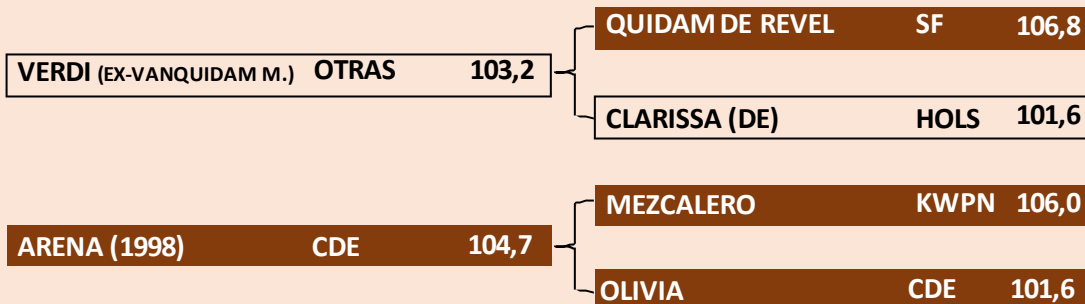 QUIDAM DE REVEL SF 106,8
VERDI (EX-VANQUIDAM M.) OTRAS 103,2
CLARISSA (DE) HOLS 101,6
MEZCALERO KWPN 106,0
ARENA (1998) CDE 104,7
OLIVIA CDE 101,6